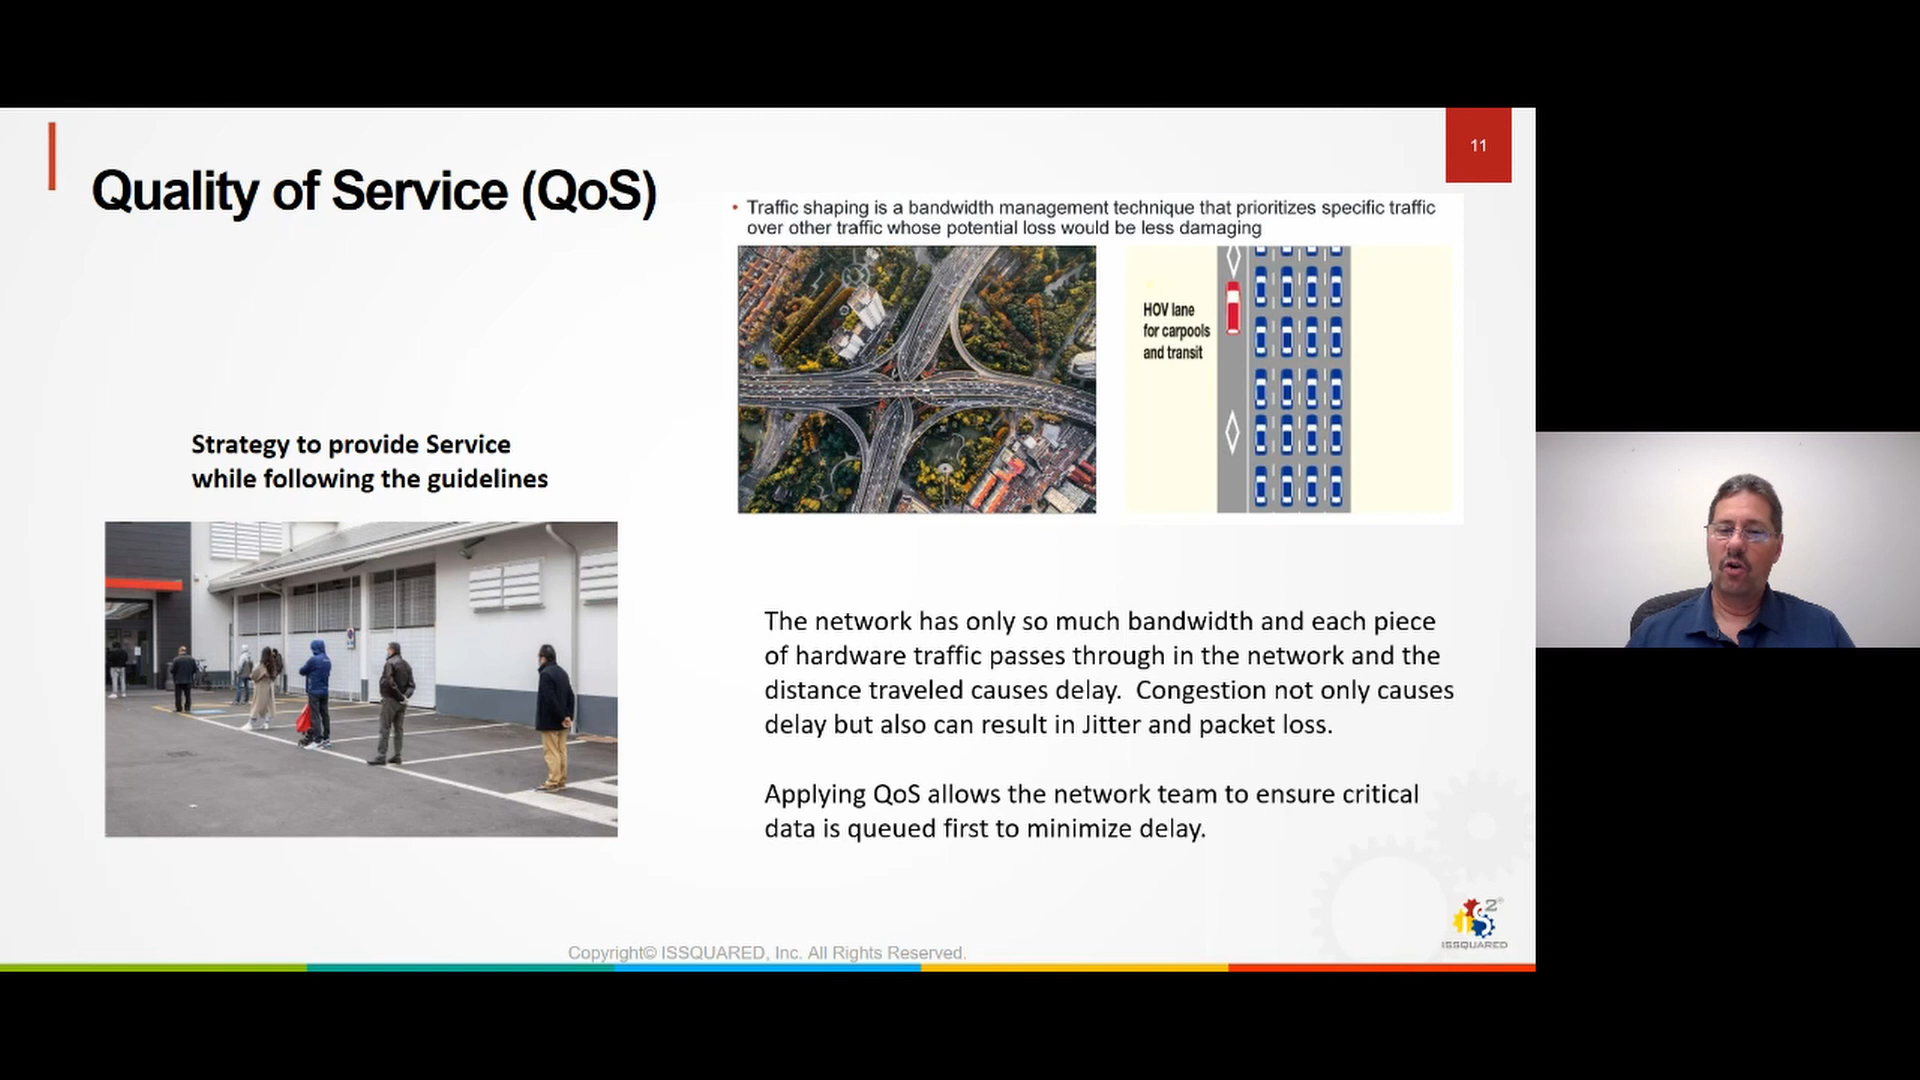 11
Quality of Service (QoS)
• Traffic shaping is a bandwidth management technique that prioritizes specific traffic
over other traffic whose potential loss would be less damaging
HOV lane
for carpools
and transit
Strategy to provide Service
while following the guidelines
The network has only so much bandwidth and each piece
of hardware traffic passes through in the network and the
distance traveled causes delay.  Congestion not only causes
delay but also can result in Jitter and packet loss.
Applying QoS allows the network team to ensure critical
data is queued first to minimize delay.
iS2®
ISSQUARED
Copyright© ISSQUARED, Inc. All Rights Reserved.